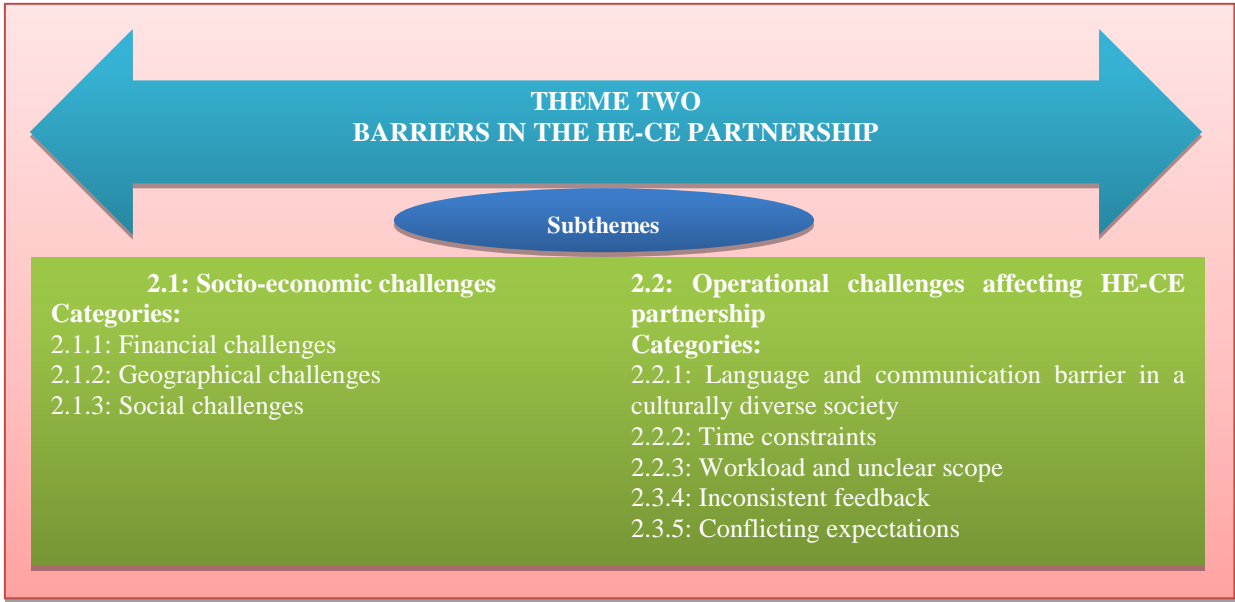 THEME TWO
BARRIERS IN THE HE-CE PARTNERSHIP
Subthemes
2.1: Socio-economic challenges
Categories:
2.1.1: Financial challenges
2.1.2: Geographical challenges
2.1.3: Social challenges
2.2: Operational challenges affecting HE-CE
partnership
Categories:
2.2.1: Language and communication barrier in a
culturally diverse society
2.2.2: Time constraints
2.2.3: Workload and unclear scope
2.3.4: Inconsistent feedback
2.3.5: Conflicting expectations